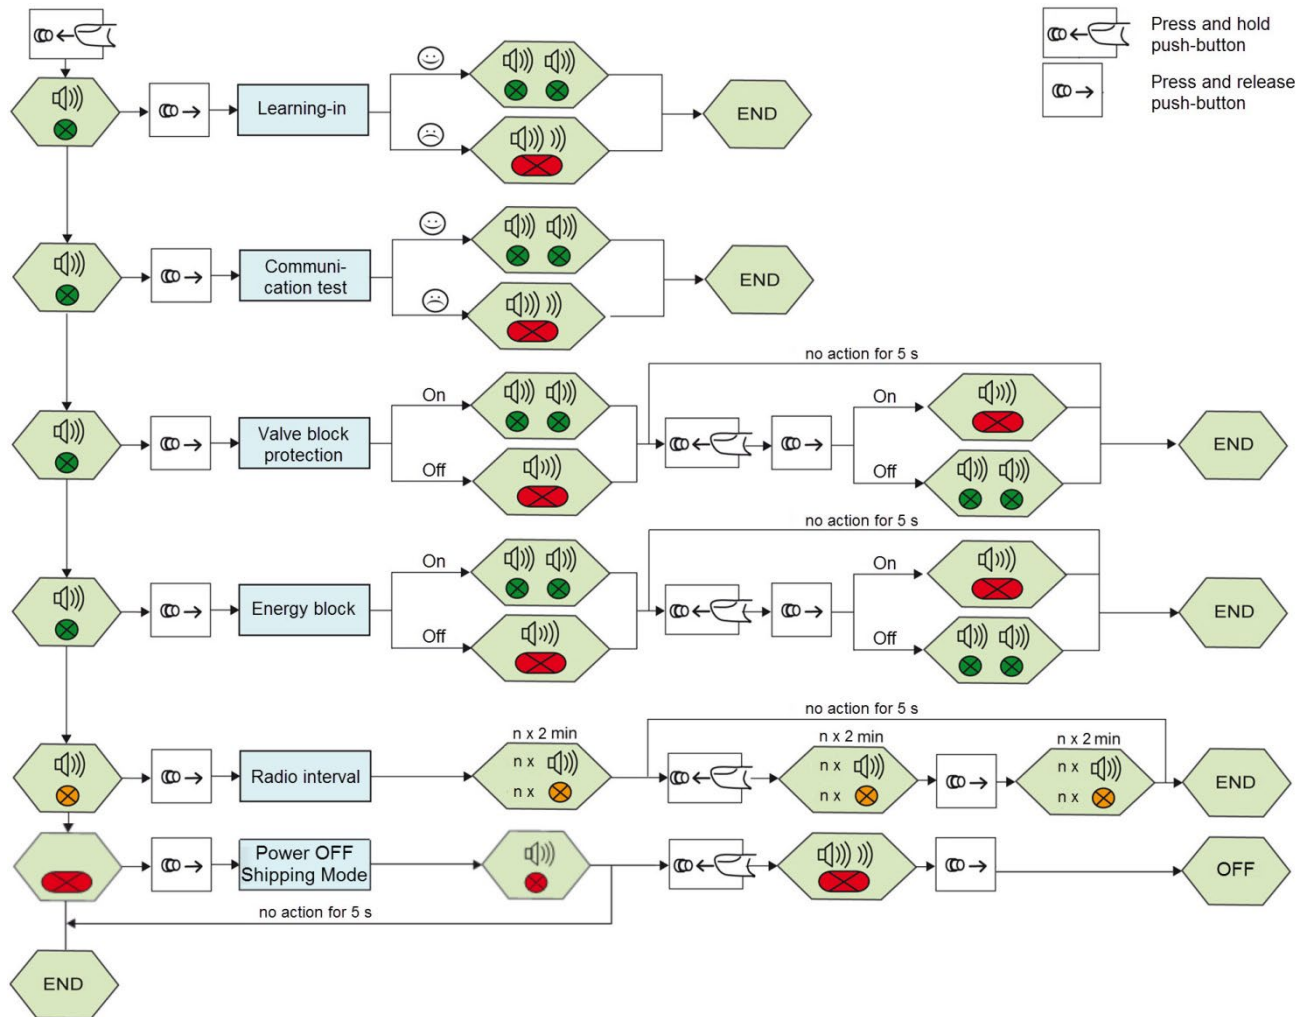 Press and hold
push-button
Press and release
push-button
Learning-in
END
Communi-
cation test
END
no action for 5 s
On
Off
Valve block
protection
On
Off
END
no action for 5 s
On
Off
Energy block
On
Off
END
no action for 5 s
n x 2 min
n x 2 min
n x 2 min
n x
n x
Radio interval
n x
n x
n x
n x
END
Power OFF
Shipping Mode
OFF
no action for 5 s
END